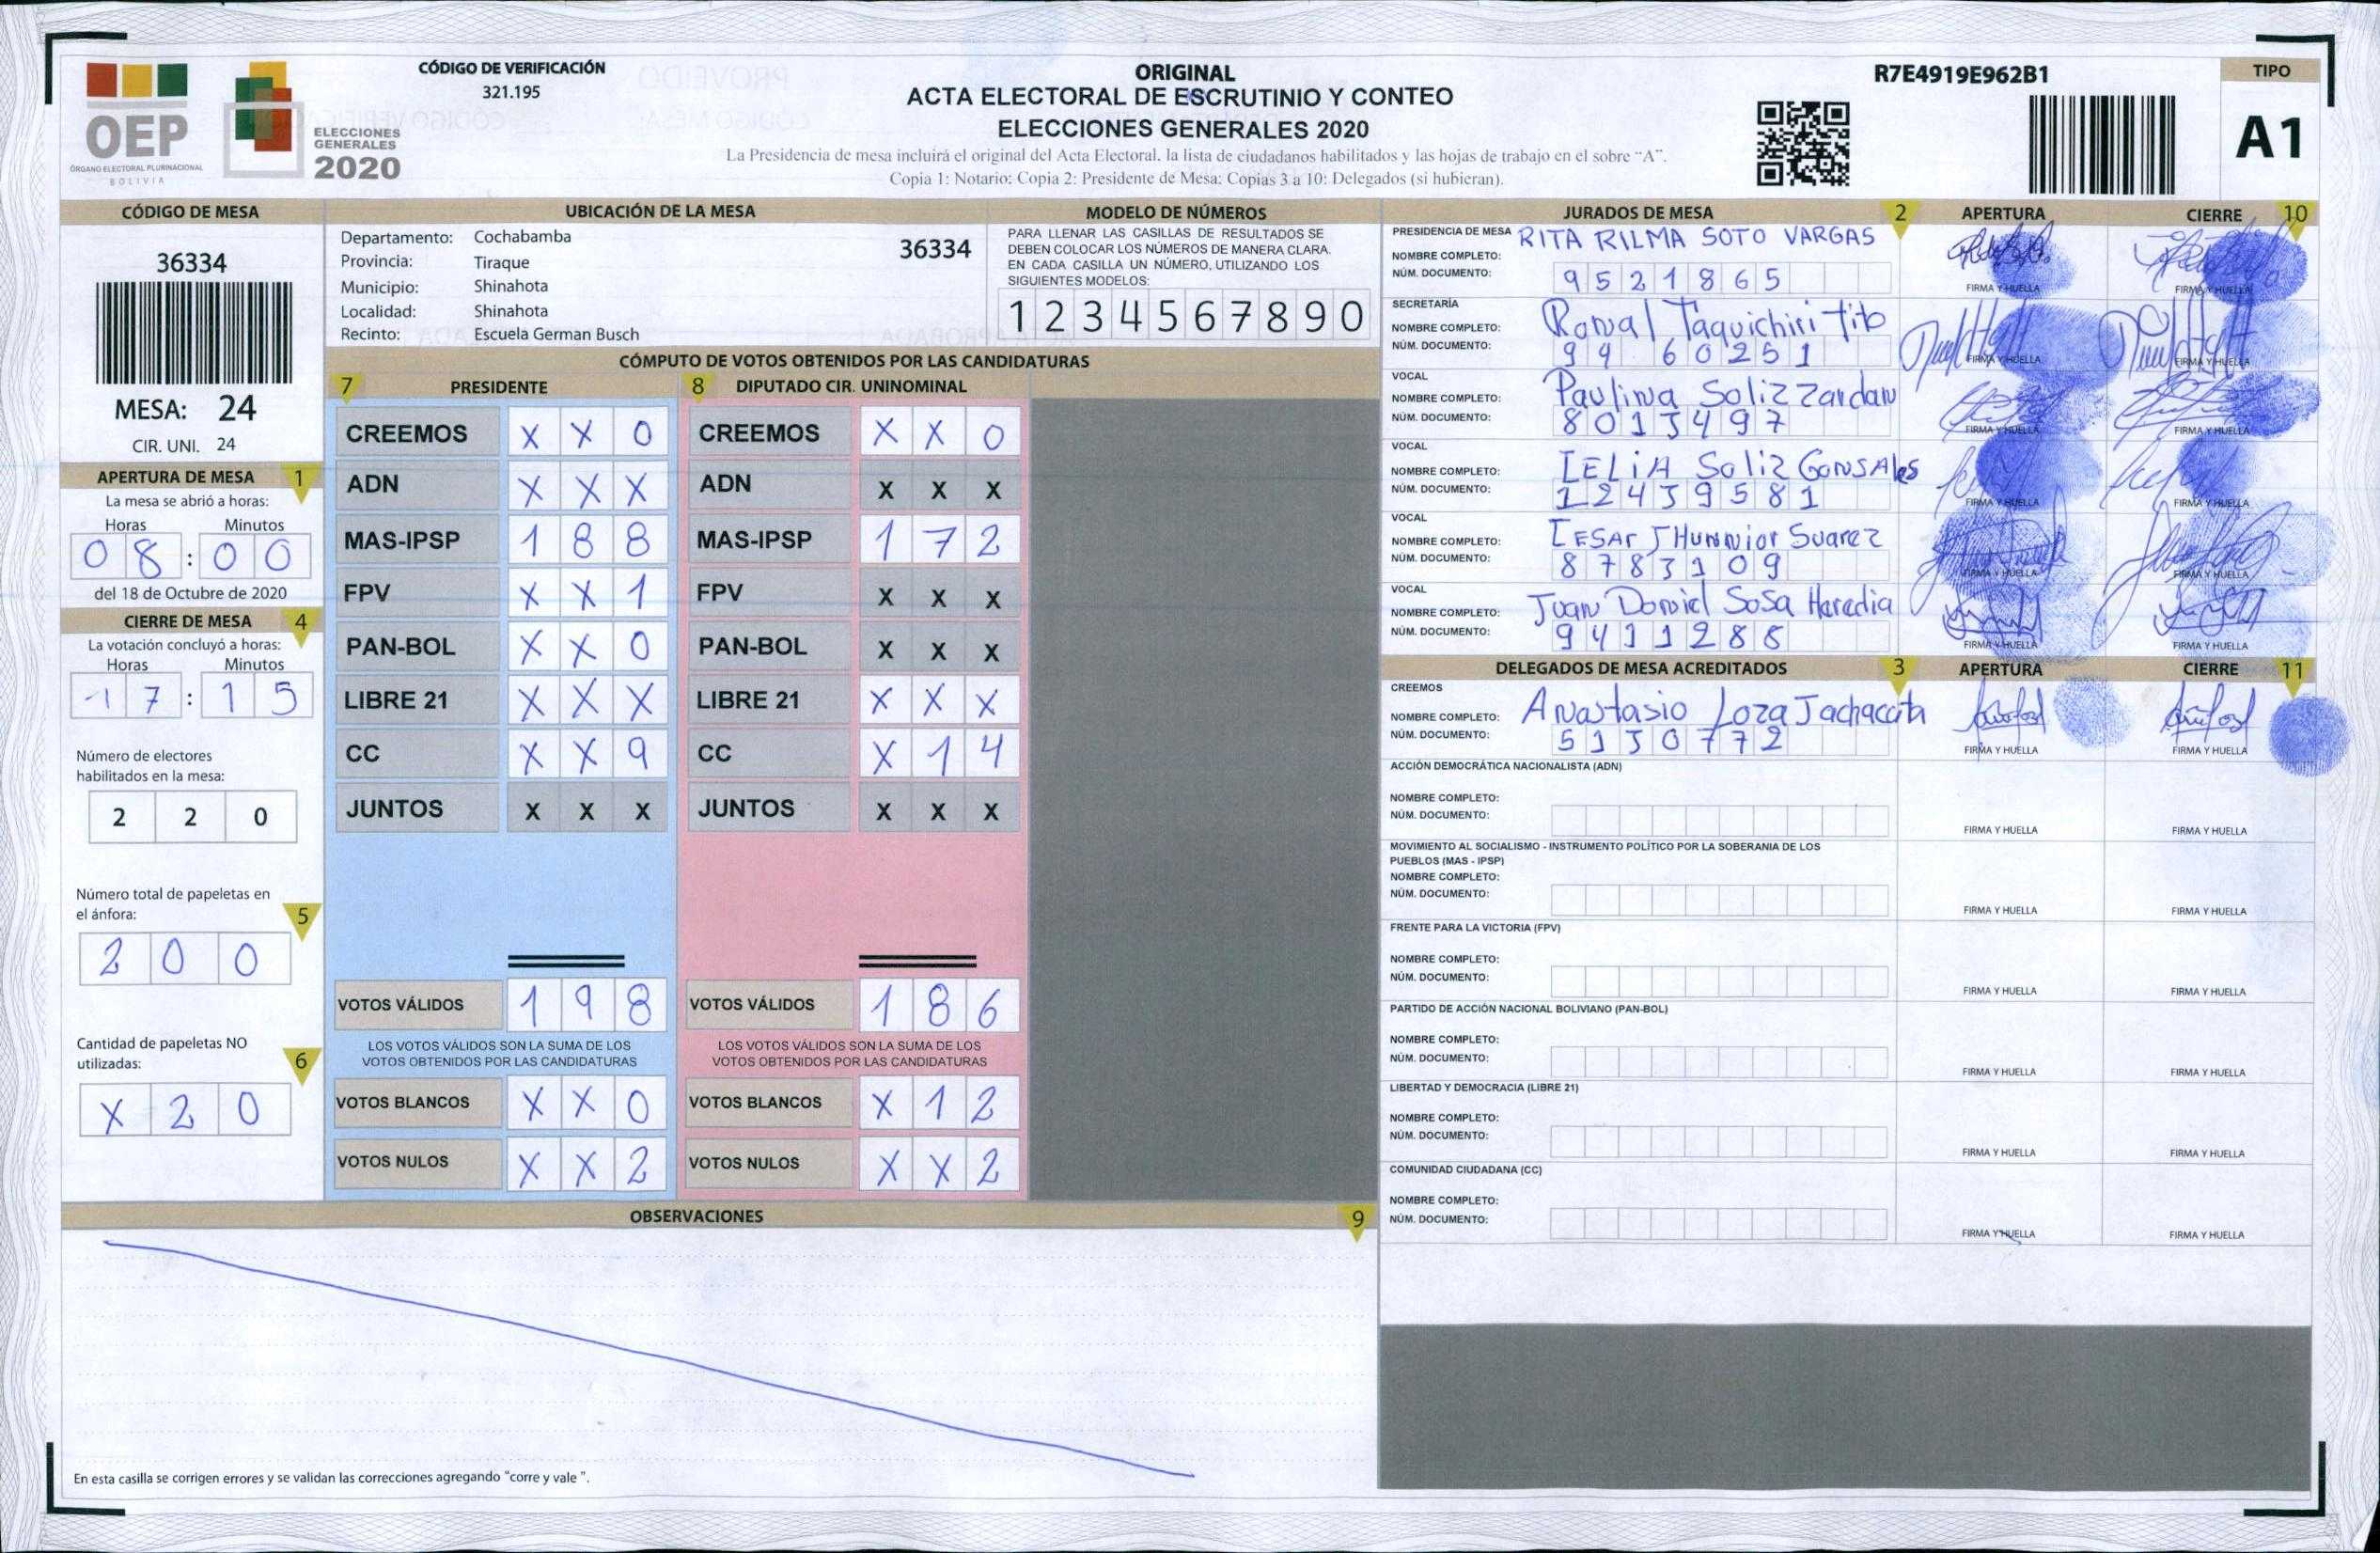 OEP
ÓRGANO ELECTORAL PLURINACIONAL
BOLIVIA
ELECCIONES
GENERALES
2020
CÓDIGO DE VERIFICACIÓN
321.195
ORIGINAL
ACTA ELECTORAL DE ESCRUTINIO Y CONTEO
ELECCIONES GENERALES 2020
La Presidencia de mesa incluirá el original del Acta Electoral, la lista de ciudadanos habilitados y las hojas de trabajo en el sobre "A".
Copia 1: Notario; Copia 2: Presidente de Mesa; Copias 3 a 10: Delegados (si hubieran).
R7E4919E962B1
TIPO
A1
CÓDIGO DE MESA
36334
MESA: 24
CIR. UNI. 24
APERTURA DE MESA 1
La mesa se abrió a horas:
Horas Minutos
08:00
del 18 de Octubre de 2020
CIERRE DE MESA 4
La votación concluyó a horas:
Horas Minutos
17:15
Número de electores
habilitados en la mesa:
2 2 0
Número total de papeletas en
el ánfora: 5
2 0 0
Cantidad de papeletas NO
utilizadas: 6
X 2 0
UBICACIÓN DE LA MESA
Departamento: Cochabamba
36334
Provincia: Tiraque
Municipio: Shinahota
Localidad: Shinahota
Recinto: Escuela German Busch
MODELO DE NÚMEROS
PARA LLENAR LAS CASILLAS DE RESULTADOS SE
DEBEN COLOCAR LOS NÚMEROS DE MANERA CLARA.
EN CADA CASILLA UN NÚMERO, UTILIZANDO LOS
SIGUIENTES MODELOS:
1 2 3 4 5 6 7 8 9 0
CÓMPUTO DE VOTOS OBTENIDOS POR LAS CANDIDATURAS
7 PRESIDENTE
CREEMOS X X 0
ADN X X X
MAS-IPSP 1 8 8
FPV X X 1
PAN-BOL X X 0
LIBRE 21 X X X
CC X X 9
JUNTOS X X X
VOTOS VÁLIDOS 1 9 8
LOS VOTOS VÁLIDOS SON LA SUMA DE LOS
VOTOS OBTENIDOS POR LAS CANDIDATURAS
VOTOS BLANCOS X X 0
VOTOS NULOS X X 2
8 DIPUTADO CIR. UNINOMINAL
CREEMOS X X 0
ADN X X X
MAS-IPSP 1 7 2
FPV X X X
PAN-BOL X X X
LIBRE 21 X X X
CC X 1 4
JUNTOS X X X
VOTOS VÁLIDOS 1 8 6
LOS VOTOS VÁLIDOS SON LA SUMA DE LOS
VOTOS OBTENIDOS POR LAS CANDIDATURAS
VOTOS BLANCOS X 1 2
VOTOS NULOS X X 2
OBSERVACIONES 9
En esta casilla se corrigen errores y se validan las correcciones agregando "corre y vale ".
JURADOS DE MESA 2 APERTURA CIERRE 10
PRESIDENCIA DE MESA RITA RILMA SOTO VARGAS
NOMBRE COMPLETO:
NÚM. DOCUMENTO: 9521865
FIRMA Y HUELLA FIRMA Y HUELLA
SECRETARÍA
NOMBRE COMPLETO: Taquichiri Tito
NÚM. DOCUMENTO: 94 60251
FIRMA Y HUELLA FIRMA Y HUELLA
VOCAL
NOMBRE COMPLETO: Paulina Soliz
NÚM. DOCUMENTO: 8013497
FIRMA Y HUELLA FIRMA Y HUELLA
VOCAL
NOMBRE COMPLETO: Soliz Gonsales
NÚM. DOCUMENTO: 12439581
FIRMA Y HUELLA FIRMA Y HUELLA
VOCAL
NOMBRE COMPLETO: CESAr JHUNNior Suarez
NÚM. DOCUMENTO: 8783109
FIRMA Y HUELLA FIRMA Y HUELLA
VOCAL
NOMBRE COMPLETO: Juan Daniel Sosa Heredia
NÚM. DOCUMENTO: 9411288
FIRMA Y HUELLA FIRMA Y HUELLA
DELEGADOS DE MESA ACREDITADOS 3 APERTURA CIERRE 11
CREEMOS
NOMBRE COMPLETO: Anastasio Loza Jachacata
NÚM. DOCUMENTO: 5130772
FIRMA Y HUELLA FIRMA Y HUELLA
ACCIÓN DEMOCRÁTICA NACIONALISTA (ADN)
NOMBRE COMPLETO:
NÚM. DOCUMENTO:
FIRMA Y HUELLA FIRMA Y HUELLA
MOVIMIENTO AL SOCIALISMO - INSTRUMENTO POLÍTICO POR LA SOBERANIA DE LOS
PUEBLOS (MAS - IPSP)
NOMBRE COMPLETO:
NÚM. DOCUMENTO:
FIRMA Y HUELLA FIRMA Y HUELLA
FRENTE PARA LA VICTORIA (FPV)
NOMBRE COMPLETO:
NÚM. DOCUMENTO:
FIRMA Y HUELLA FIRMA Y HUELLA
PARTIDO DE ACCIÓN NACIONAL BOLIVIANO (PAN-BOL)
NOMBRE COMPLETO:
NÚM. DOCUMENTO:
FIRMA Y HUELLA FIRMA Y HUELLA
LIBERTAD Y DEMOCRACIA (LIBRE 21)
NOMBRE COMPLETO:
NÚM. DOCUMENTO:
FIRMA Y HUELLA FIRMA Y HUELLA
COMUNIDAD CIUDADANA (CC)
NOMBRE COMPLETO:
NÚM. DOCUMENTO:
FIRMA Y HUELLA FIRMA Y HUELLA